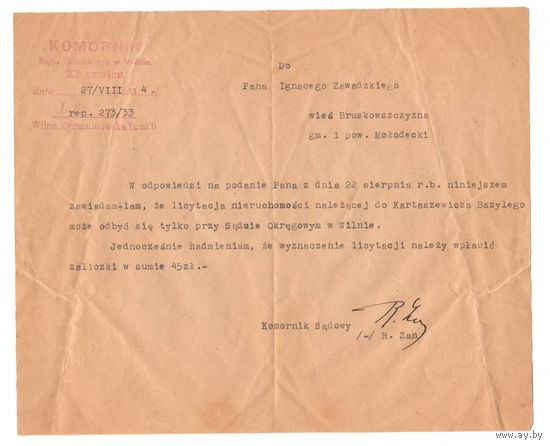 KOMORNIK
Sądu Grodzkiego w Wilnie.
XI rewiru
dnia 27/VIII 1934 r.
rep. 273/33
Wilno, Zygmuntowska 12 m. 6
Do
Pana Ignacego Zawadzkiego
wieś Bruskowszczyzna
gm. i pow. Mołodecki
W odpowiedzi na podanie Pana z dnia 22 sierpnia r.b. niniejszem
zawiadamiam, że licytacja nieruchomości należącej do Kartaszewicza Bazylego
może odbyć się tylko przy Sądzie Okręgowym w Wilnie.
Jednocześnie nadmieniam, że wyznaczenie licytacji należy wpłacić
zaliczki w sumie 45zł.-
Komornik Sądowy
/-/ R. Zan
www.ay.by